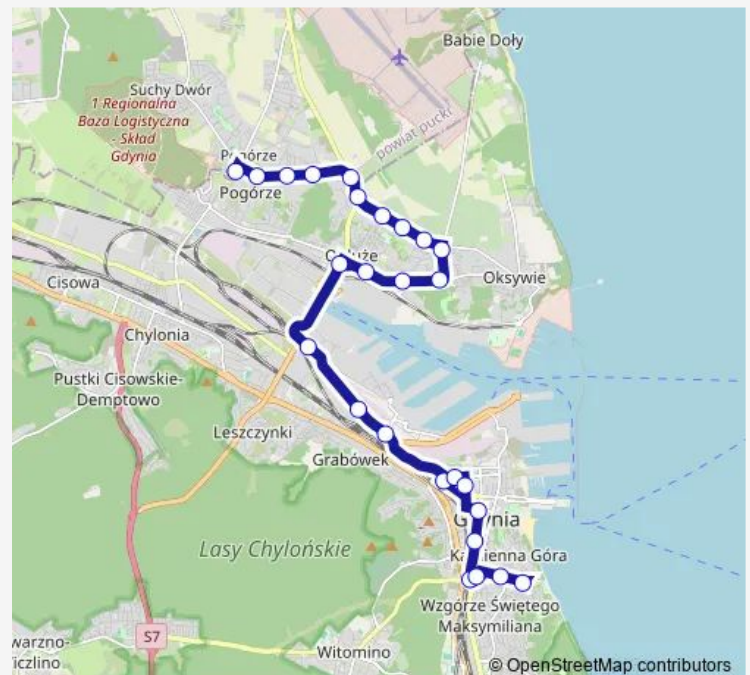 Babie Doły
Suchy Dwór
1 Regionalna
Baza Logistyczna
- Skład
Gdynia
powiat pucki
Pogórze
Pogórze
Oksywie
Cisowa
Chylonia
Pustki Cisowskie-
Demptowo
Leszczynki
Grabówek
Lasy Chylońskie
Wzgórze Świętego
Maksymiliana
S7
Witomino
© OpenStreetMap contributors